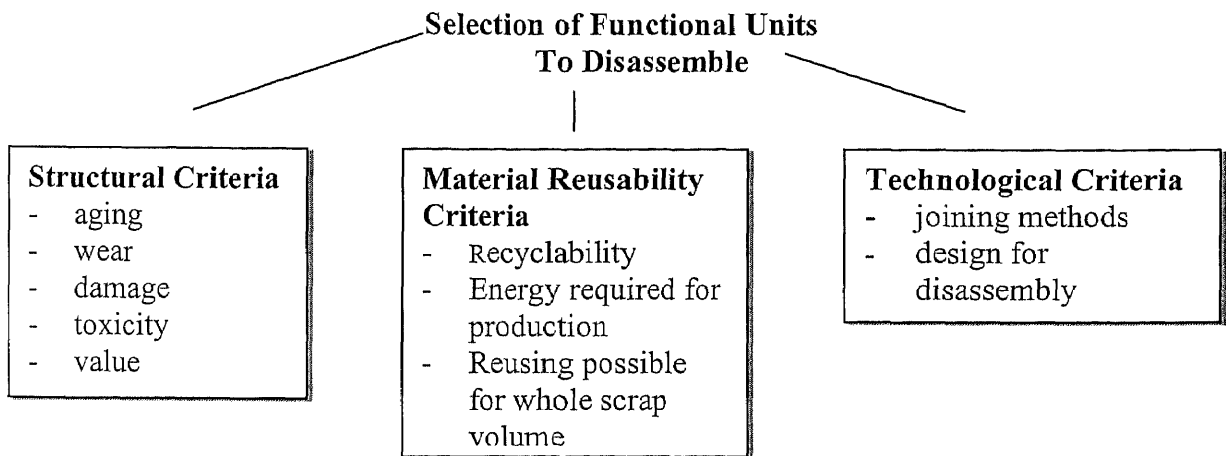 Selection of Functional Units
To Disassemble
Structural Criteria
- aging
- wear
- damage
- toxicity
- value
Material Reusability
Criteria
- Recyclability
- Energy required for
production
- Reusing possible
for whole scrap
volume
Technological Criteria
- joining methods
- design for
disassembly